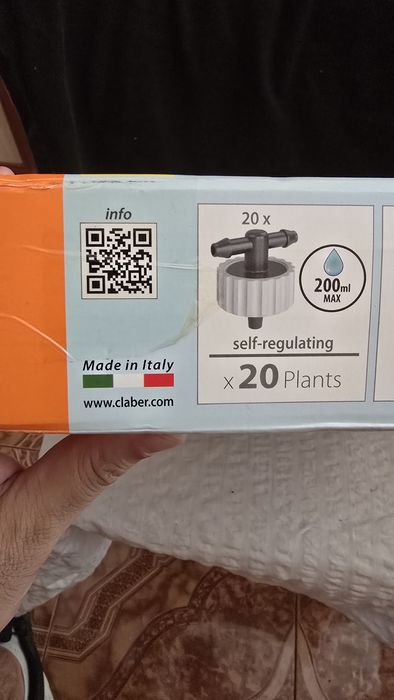 info
Made in Italy
www.claber.com
20 x
200ml
MAX
self-regulating
x 20 Plants